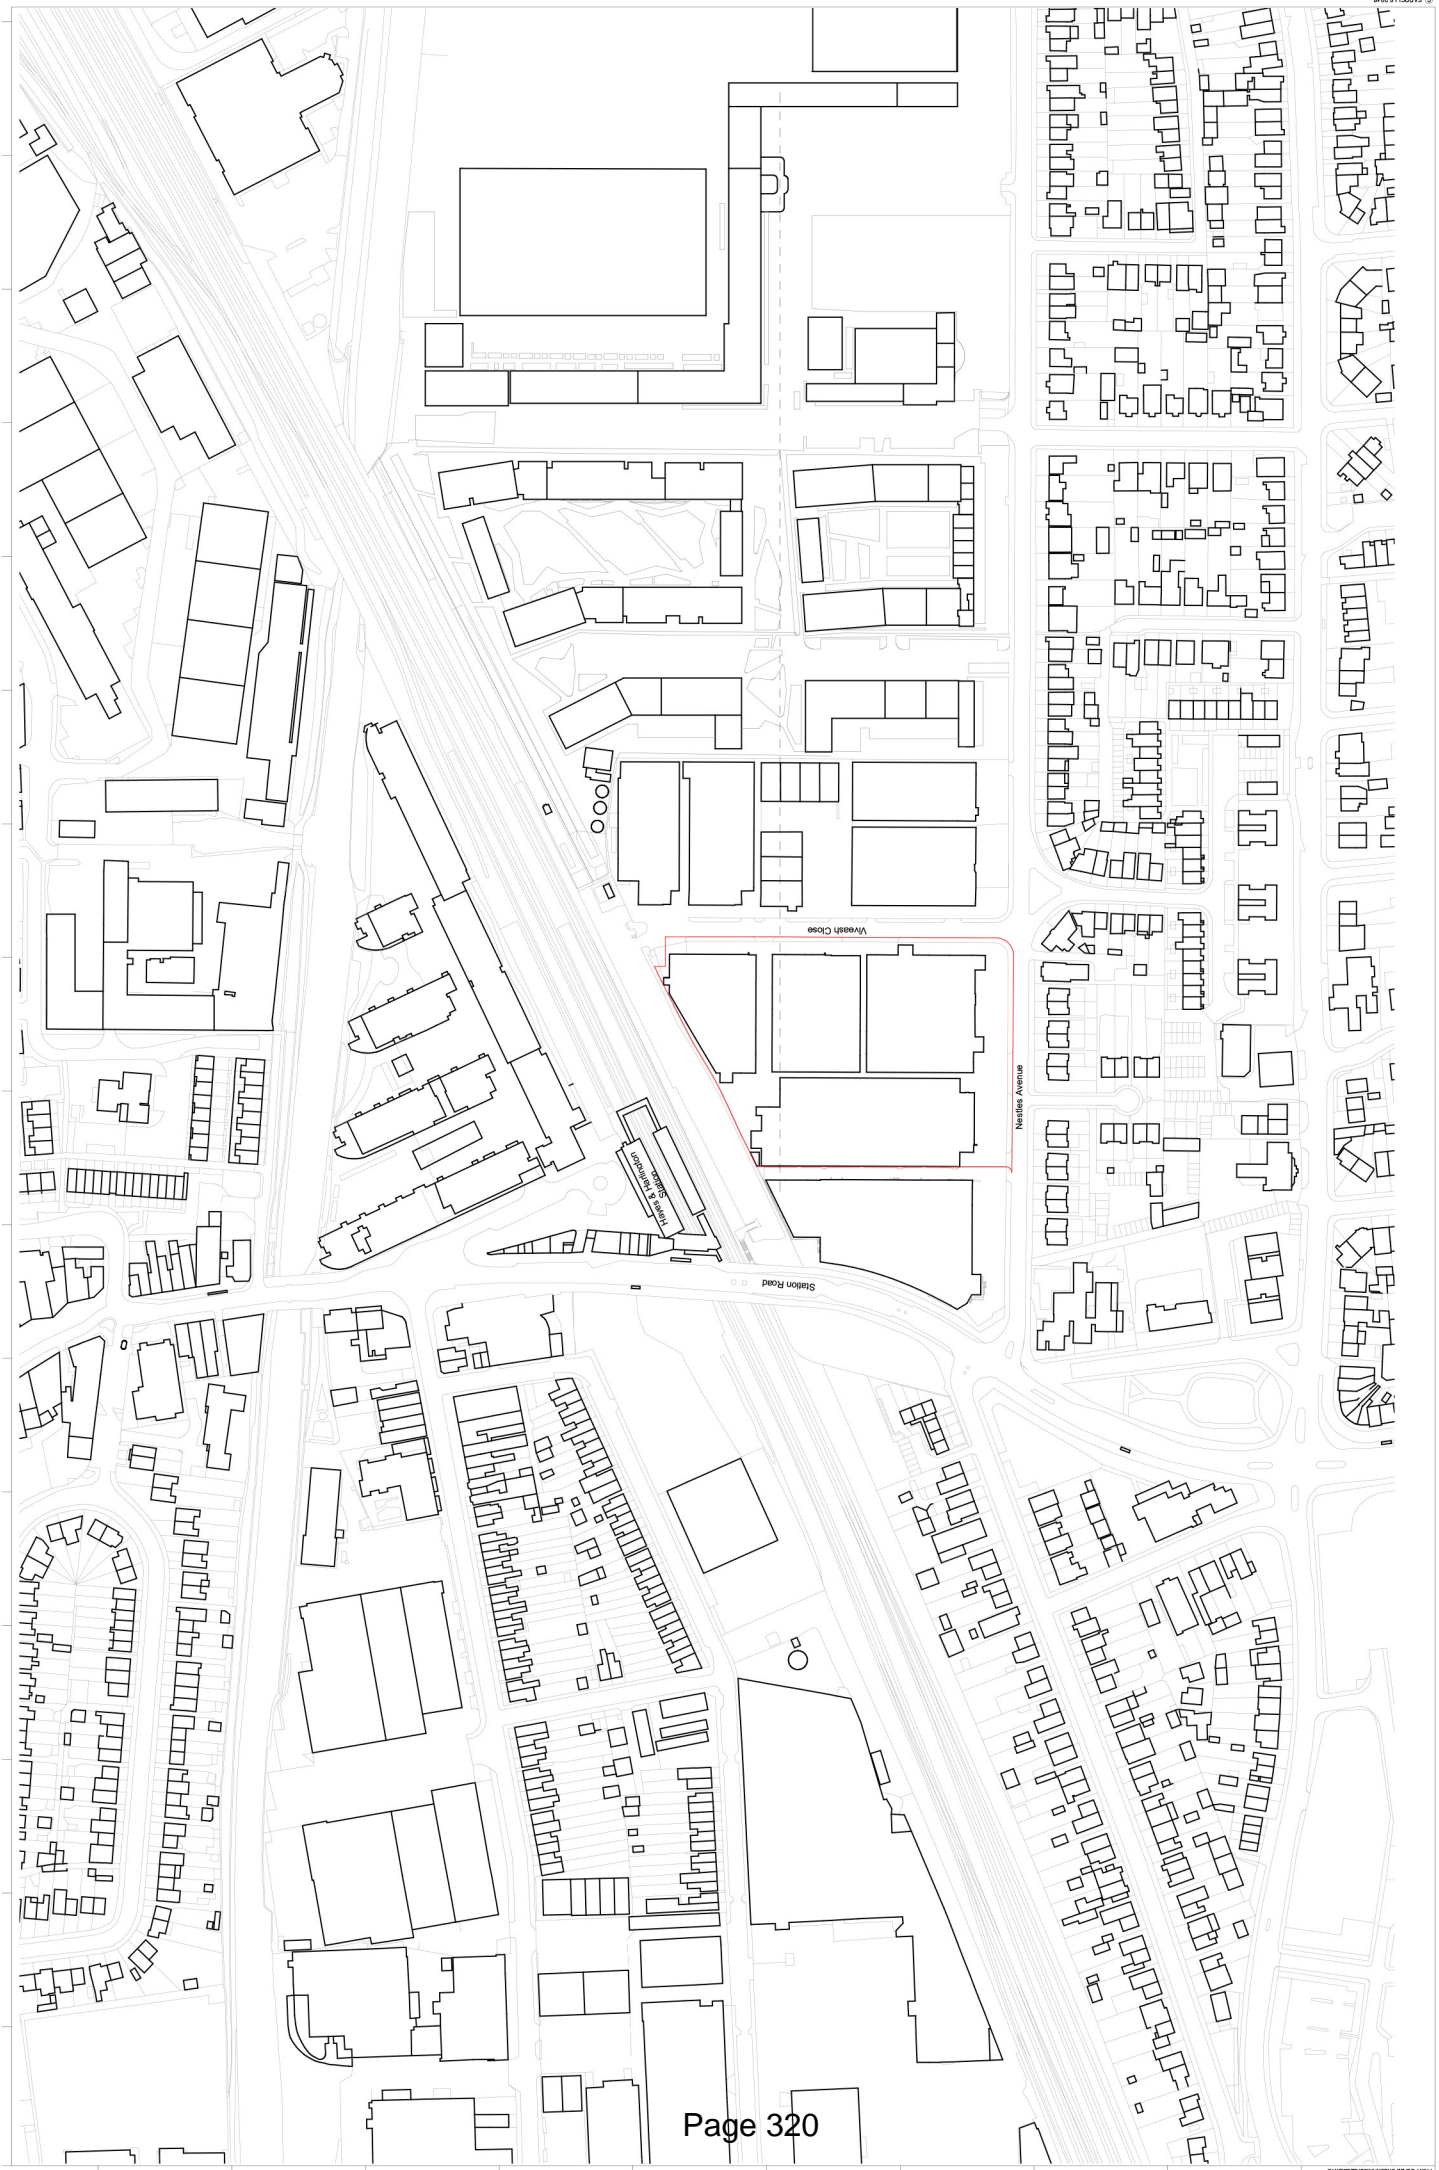 Viveash Close
Nestles Avenue
Hayes & Harlington
Station
Station Road
Page 320